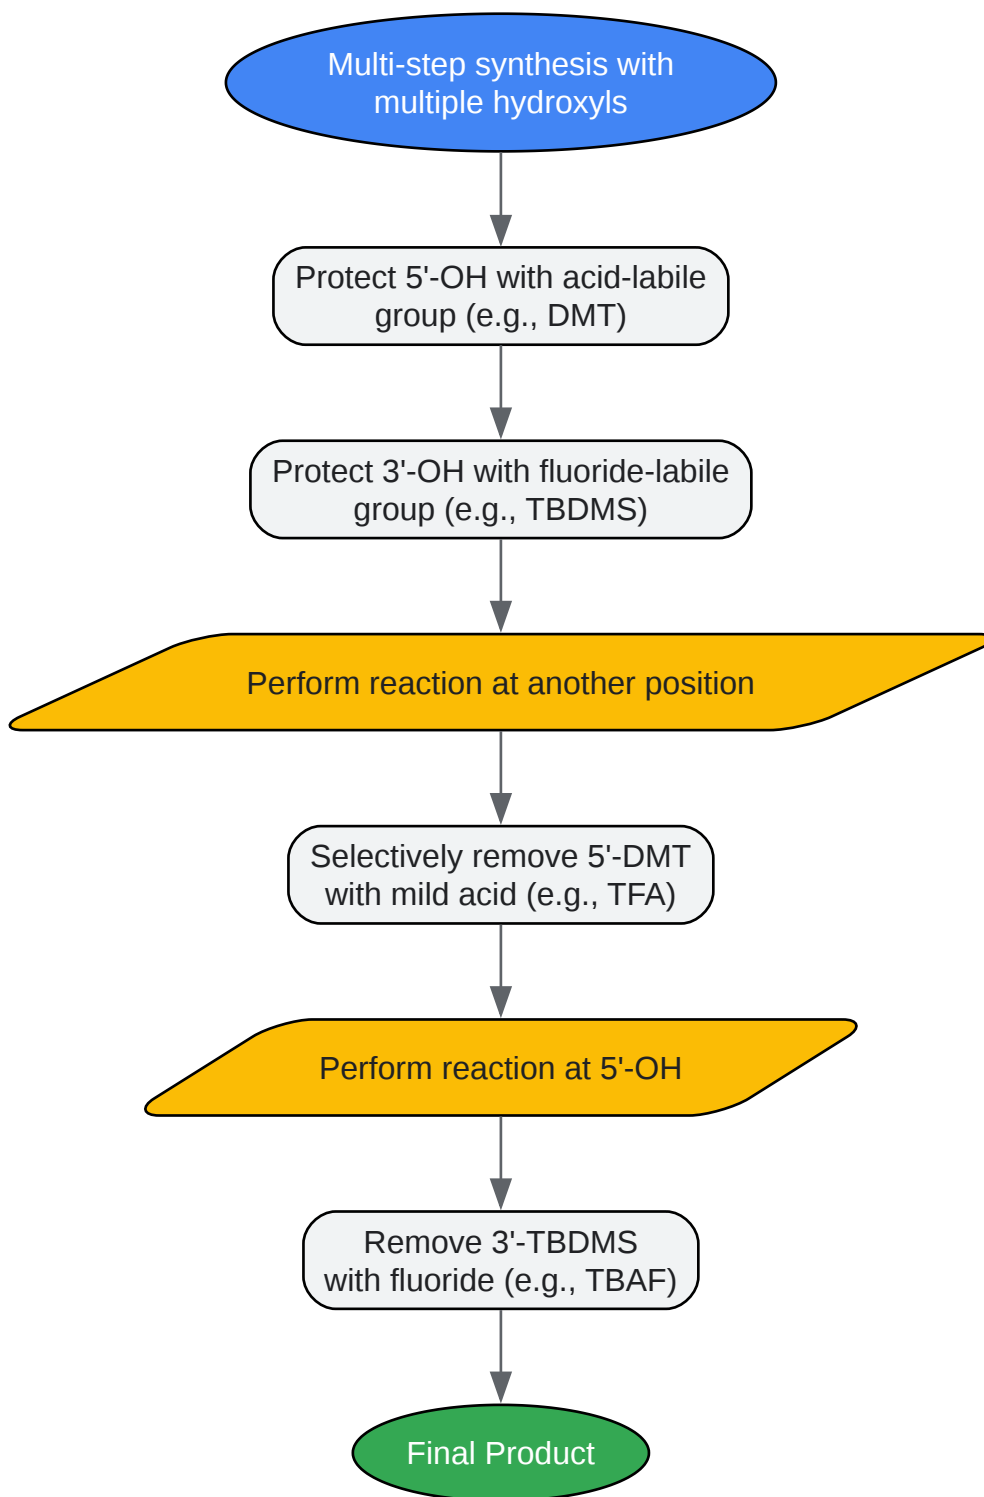 Multi-step synthesis with
multiple hydroxyls
Protect 5'-OH with acid-labile
group (e.g., DMT)
Protect 3'-OH with fluoride-labile
group (e.g., TBDMS)
Perform reaction at another position
Selectively remove 5'-DMT
with mild acid (e.g., TFA)
Perform reaction at 5'-OH
Remove 3'-TBDMS
with fluoride (e.g., TBAF)
Final Product